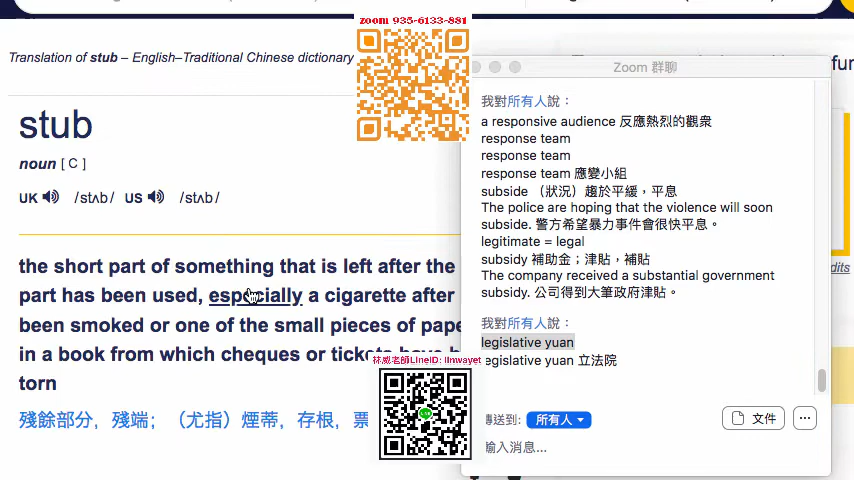 zoom 935-6133-881
Translation of stub – English–Traditional Chinese dictionary
stub
noun [ C ]
UK /stʌb/ US /stʌb/
the short part of something that is left after the
part has been used, especially a cigarette after
been smoked or one of the small pieces of pape
in a book from which cheques or tickets have b
torn
殘餘部分，殘端；（尤指）煙蒂，存根，票
林威老師LineID: limwayet
Zoom 群聊
我對所有人說：
a responsive audience 反應熱烈的觀眾
response team
response team
response team 應變小組
subside （狀況）趨於平緩，平息
The police are hoping that the violence will soon
subside. 警方希望暴力事件會很快平息。
legitimate = legal
subsidy 補助金；津貼，補貼
The company received a substantial government
subsidy. 公司得到大筆政府津貼。
我對所有人說：
legislative yuan
egislative yuan 立法院
傳送到: 所有人
文件
輸入消息...
fur
dits